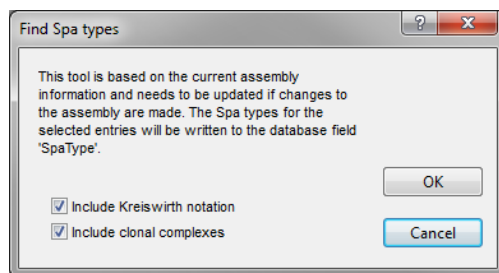 Find Spa types
?
This tool is based on the current assembly
information and needs to be updated if changes to
the assembly are made. The Spa types for the
selected entries will be written to the database field
'SpaType'.
OK
Include Kreiswirth notation
Include clonal complexes
Cancel